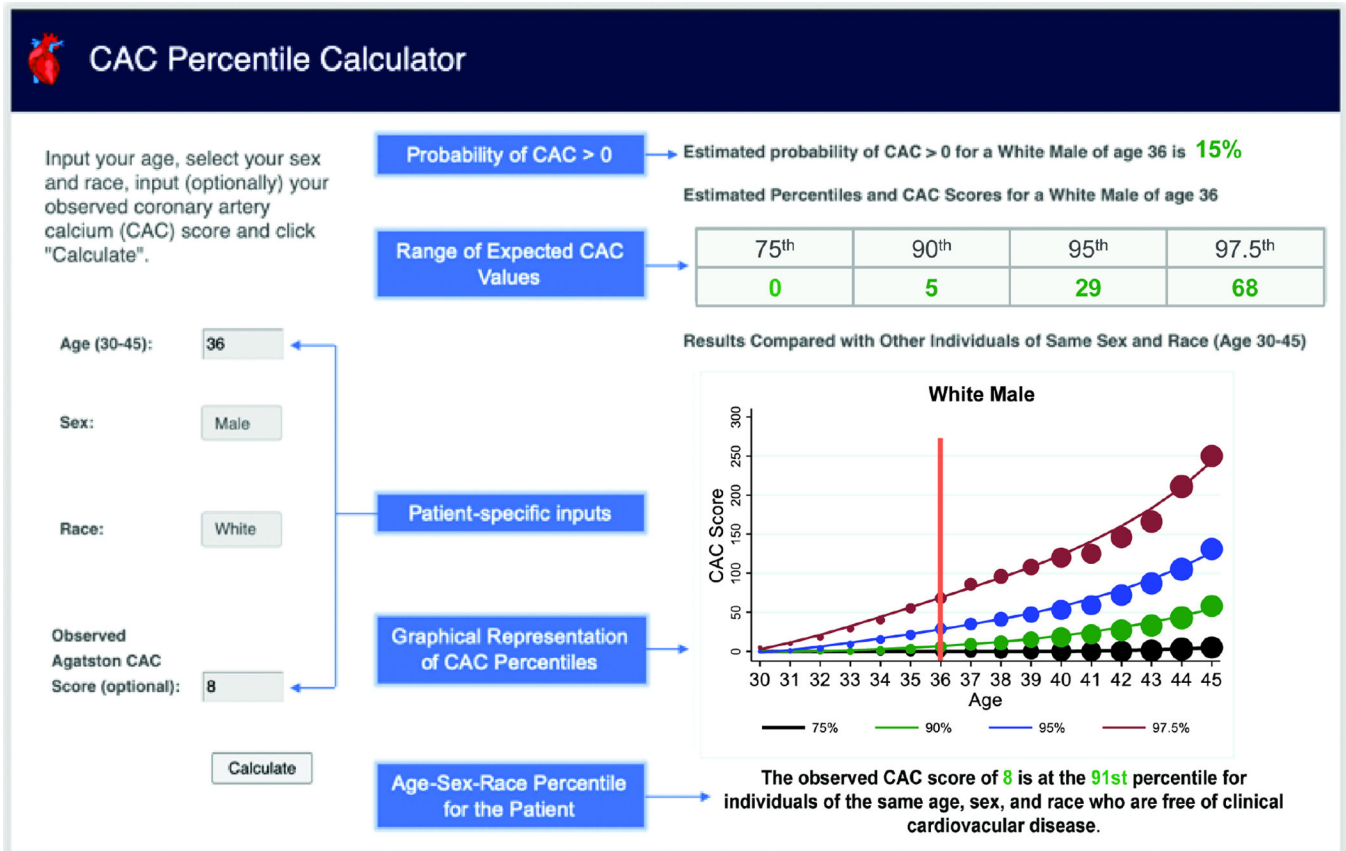 CAC Percentile Calculator
Input your age, select your sex
and race, input (optionally) your
observed coronary artery
calcium (CAC) score and click
"Calculate".
Age (30-45):
36
Sex:
Male
Race:
White
Observed
Agatston CAC
Score (optional):
8
Calculate
Probability of CAC > 0
Range of Expected CAC
Values
Patient-specific inputs
Graphical Representation
of CAC Percentiles
Age-Sex-Race Percentile
for the Patient
Estimated probability of CAC > 0 for a White Male of age 36 is 15%
Estimated Percentiles and CAC Scores for a White Male of age 36
75th 90th 95th 97.5th
0 5 29 68
Results Compared with Other Individuals of Same Sex and Race (Age 30-45)
White Male
CAC Score
300
250
200
150
100
50
0
30 31 32 33 34 35 36 37 38 39 40 41 42 43 44 45
Age
75% 90% 95% 97.5%
The observed CAC score of 8 is at the 91st percentile for
individuals of the same age, sex, and race who are free of clinical
cardiovascular disease.